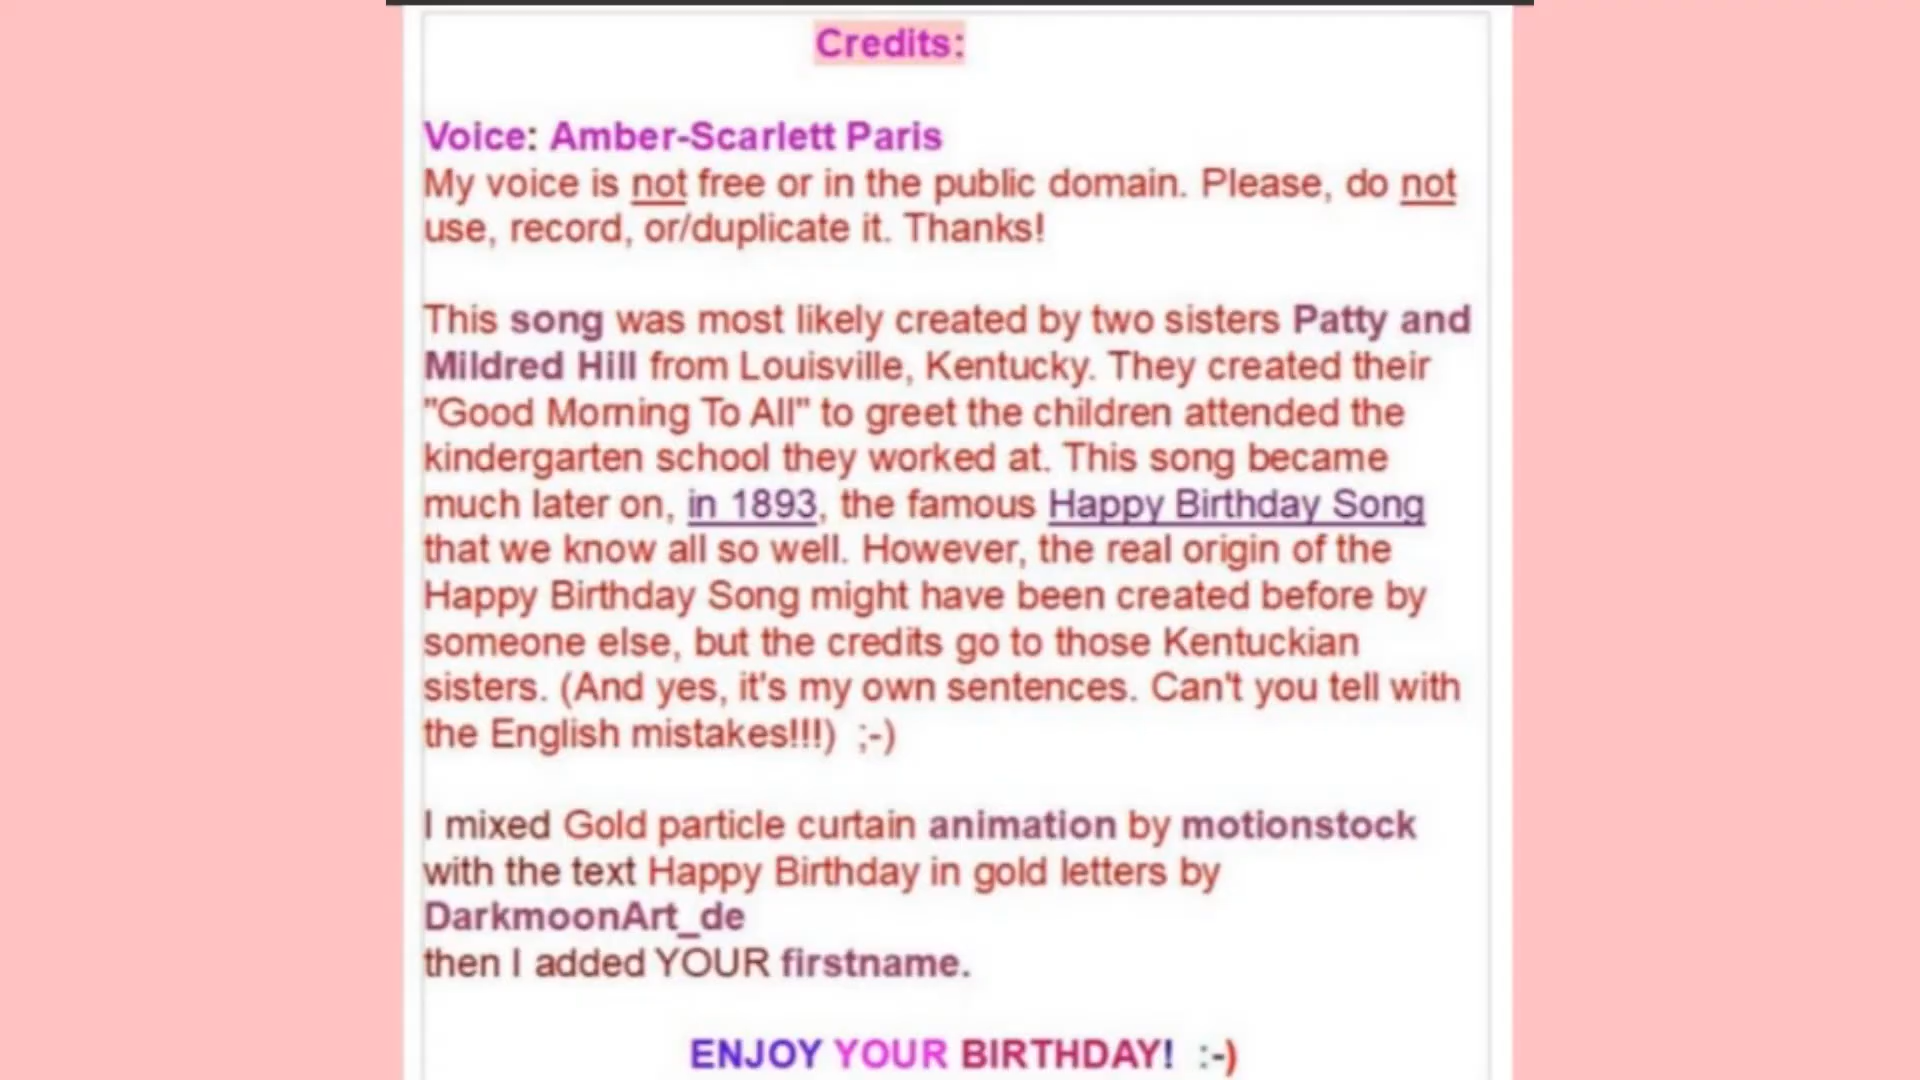 Credits:
Voice: Amber-Scarlett Paris
My voice is not free or in the public domain. Please, do not
use, record, or/duplicate it. Thanks!
This song was most likely created by two sisters Patty and
Mildred Hill from Louisville, Kentucky. They created their
"Good Morning To All" to greet the children attended the
kindergarten school they worked at. This song became
much later on, in 1893, the famous Happy Birthday Song
that we know all so well. However, the real origin of the
Happy Birthday Song might have been created before by
someone else, but the credits go to those Kentuckian
sisters. (And yes, it's my own sentences. Can't you tell with
the English mistakes!!!) ;-)
I mixed Gold particle curtain animation by motionstock
with the text Happy Birthday in gold letters by
DarkmoonArt_de
then I added YOUR firstname.
ENJOY YOUR BIRTHDAY! :-)